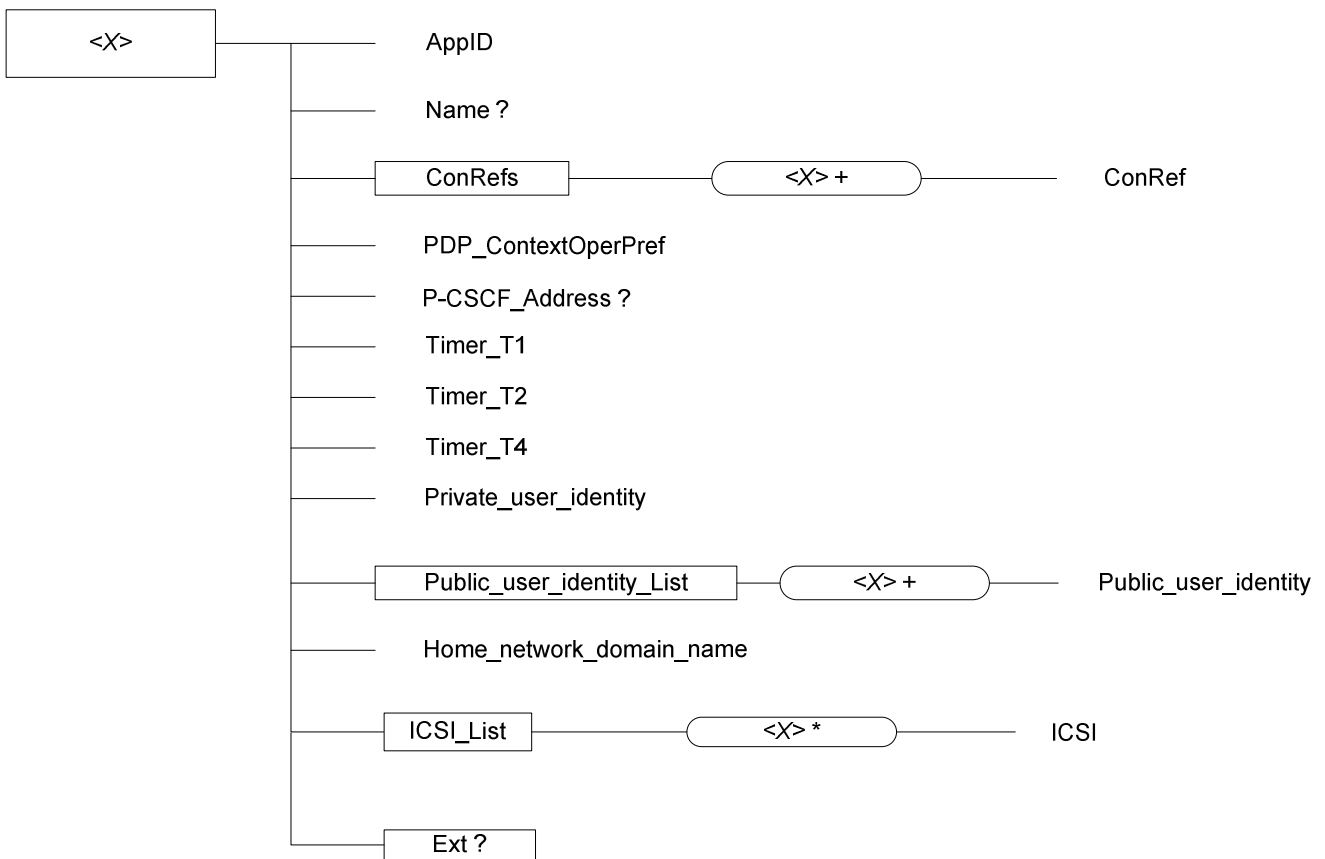 <X>
AppID
Name ?
ConRefs
<X> +
ConRef
PDP_ContextOperPref
P-CSCF_Address ?
Timer_T1
Timer_T2
Timer_T4
Private_user_identity
Public_user_identity_List
<X> +
Public_user_identity
Home_network_domain_name
ICSI_List
<X> *
ICSI
Ext ?